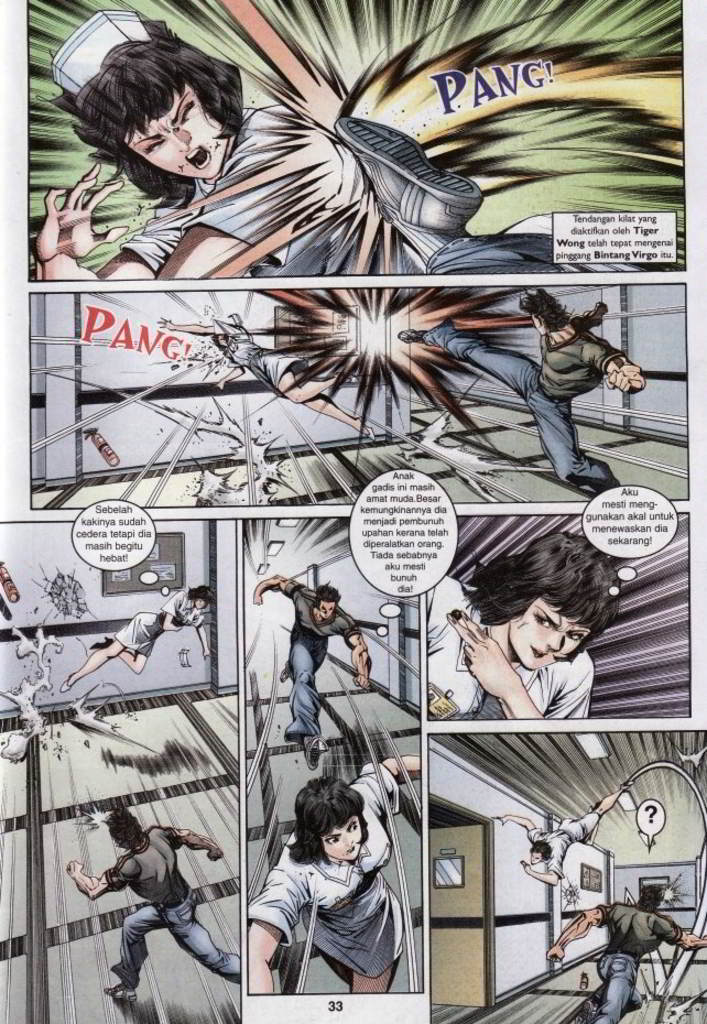 PANG!
Tendangan kilat yang
diaktifkan oleh Tiger
Wong telah tepat mengenai
pinggang Bintang Virgo itu.
PANG!
Sebelah
kakinya sudah
cedera tetapi dia
masih begitu
hebat!
Anak
gadis ini masih
amat muda.Besar
kemungkinannya dia
menjadi pembunuh
upahan kerana telah
diperalatkan orang.
Tiada sebabnya
aku mesti
bunuh
dia!
Aku
mesti meng-
gunakan akal untuk
menewaskan dia
sekarang!
?
33